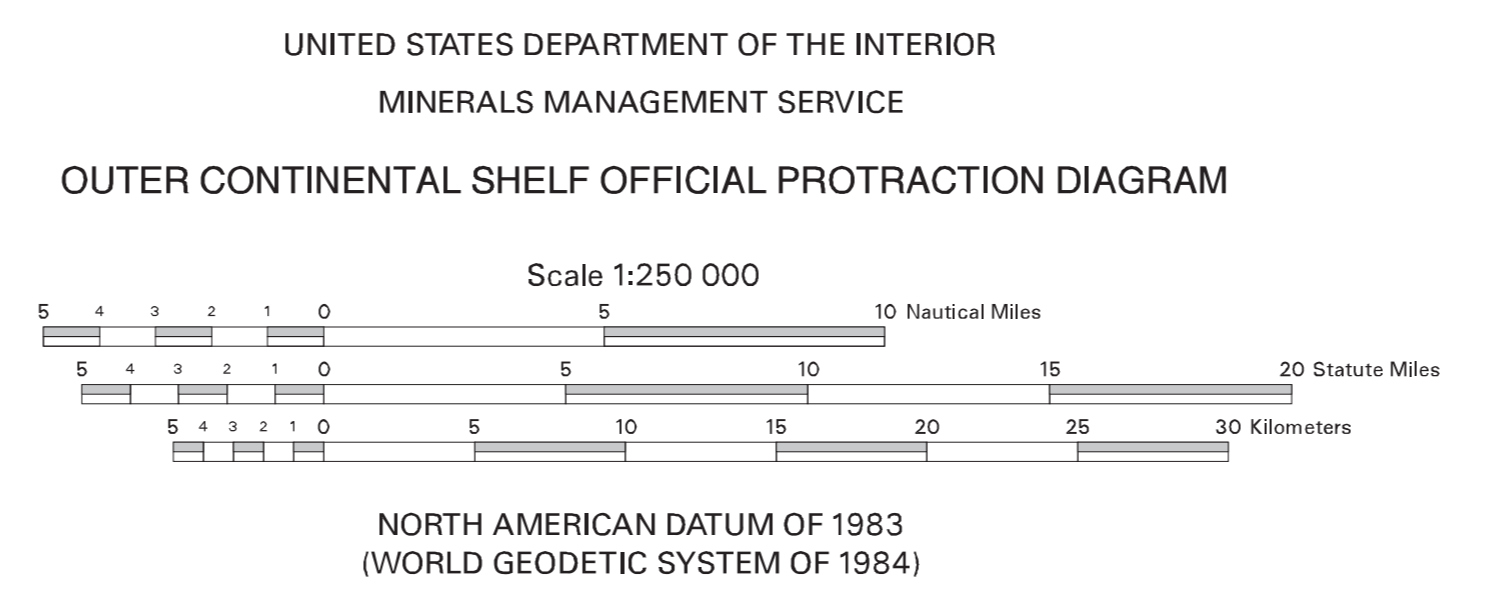 UNITED STATES DEPARTMENT OF THE INTERIOR
MINERALS MANAGEMENT SERVICE
OUTER CONTINENTAL SHELF OFFICIAL PROTRACTION DIAGRAM
Scale 1:250 000
5 4 3 2 1 0 5 10 Nautical Miles
5 4 3 2 1 0 5 10 15 20 Statute Miles
5 4 3 2 1 0 5 10 15 20 25 30 Kilometers
NORTH AMERICAN DATUM OF 1983
(WORLD GEODETIC SYSTEM OF 1984)